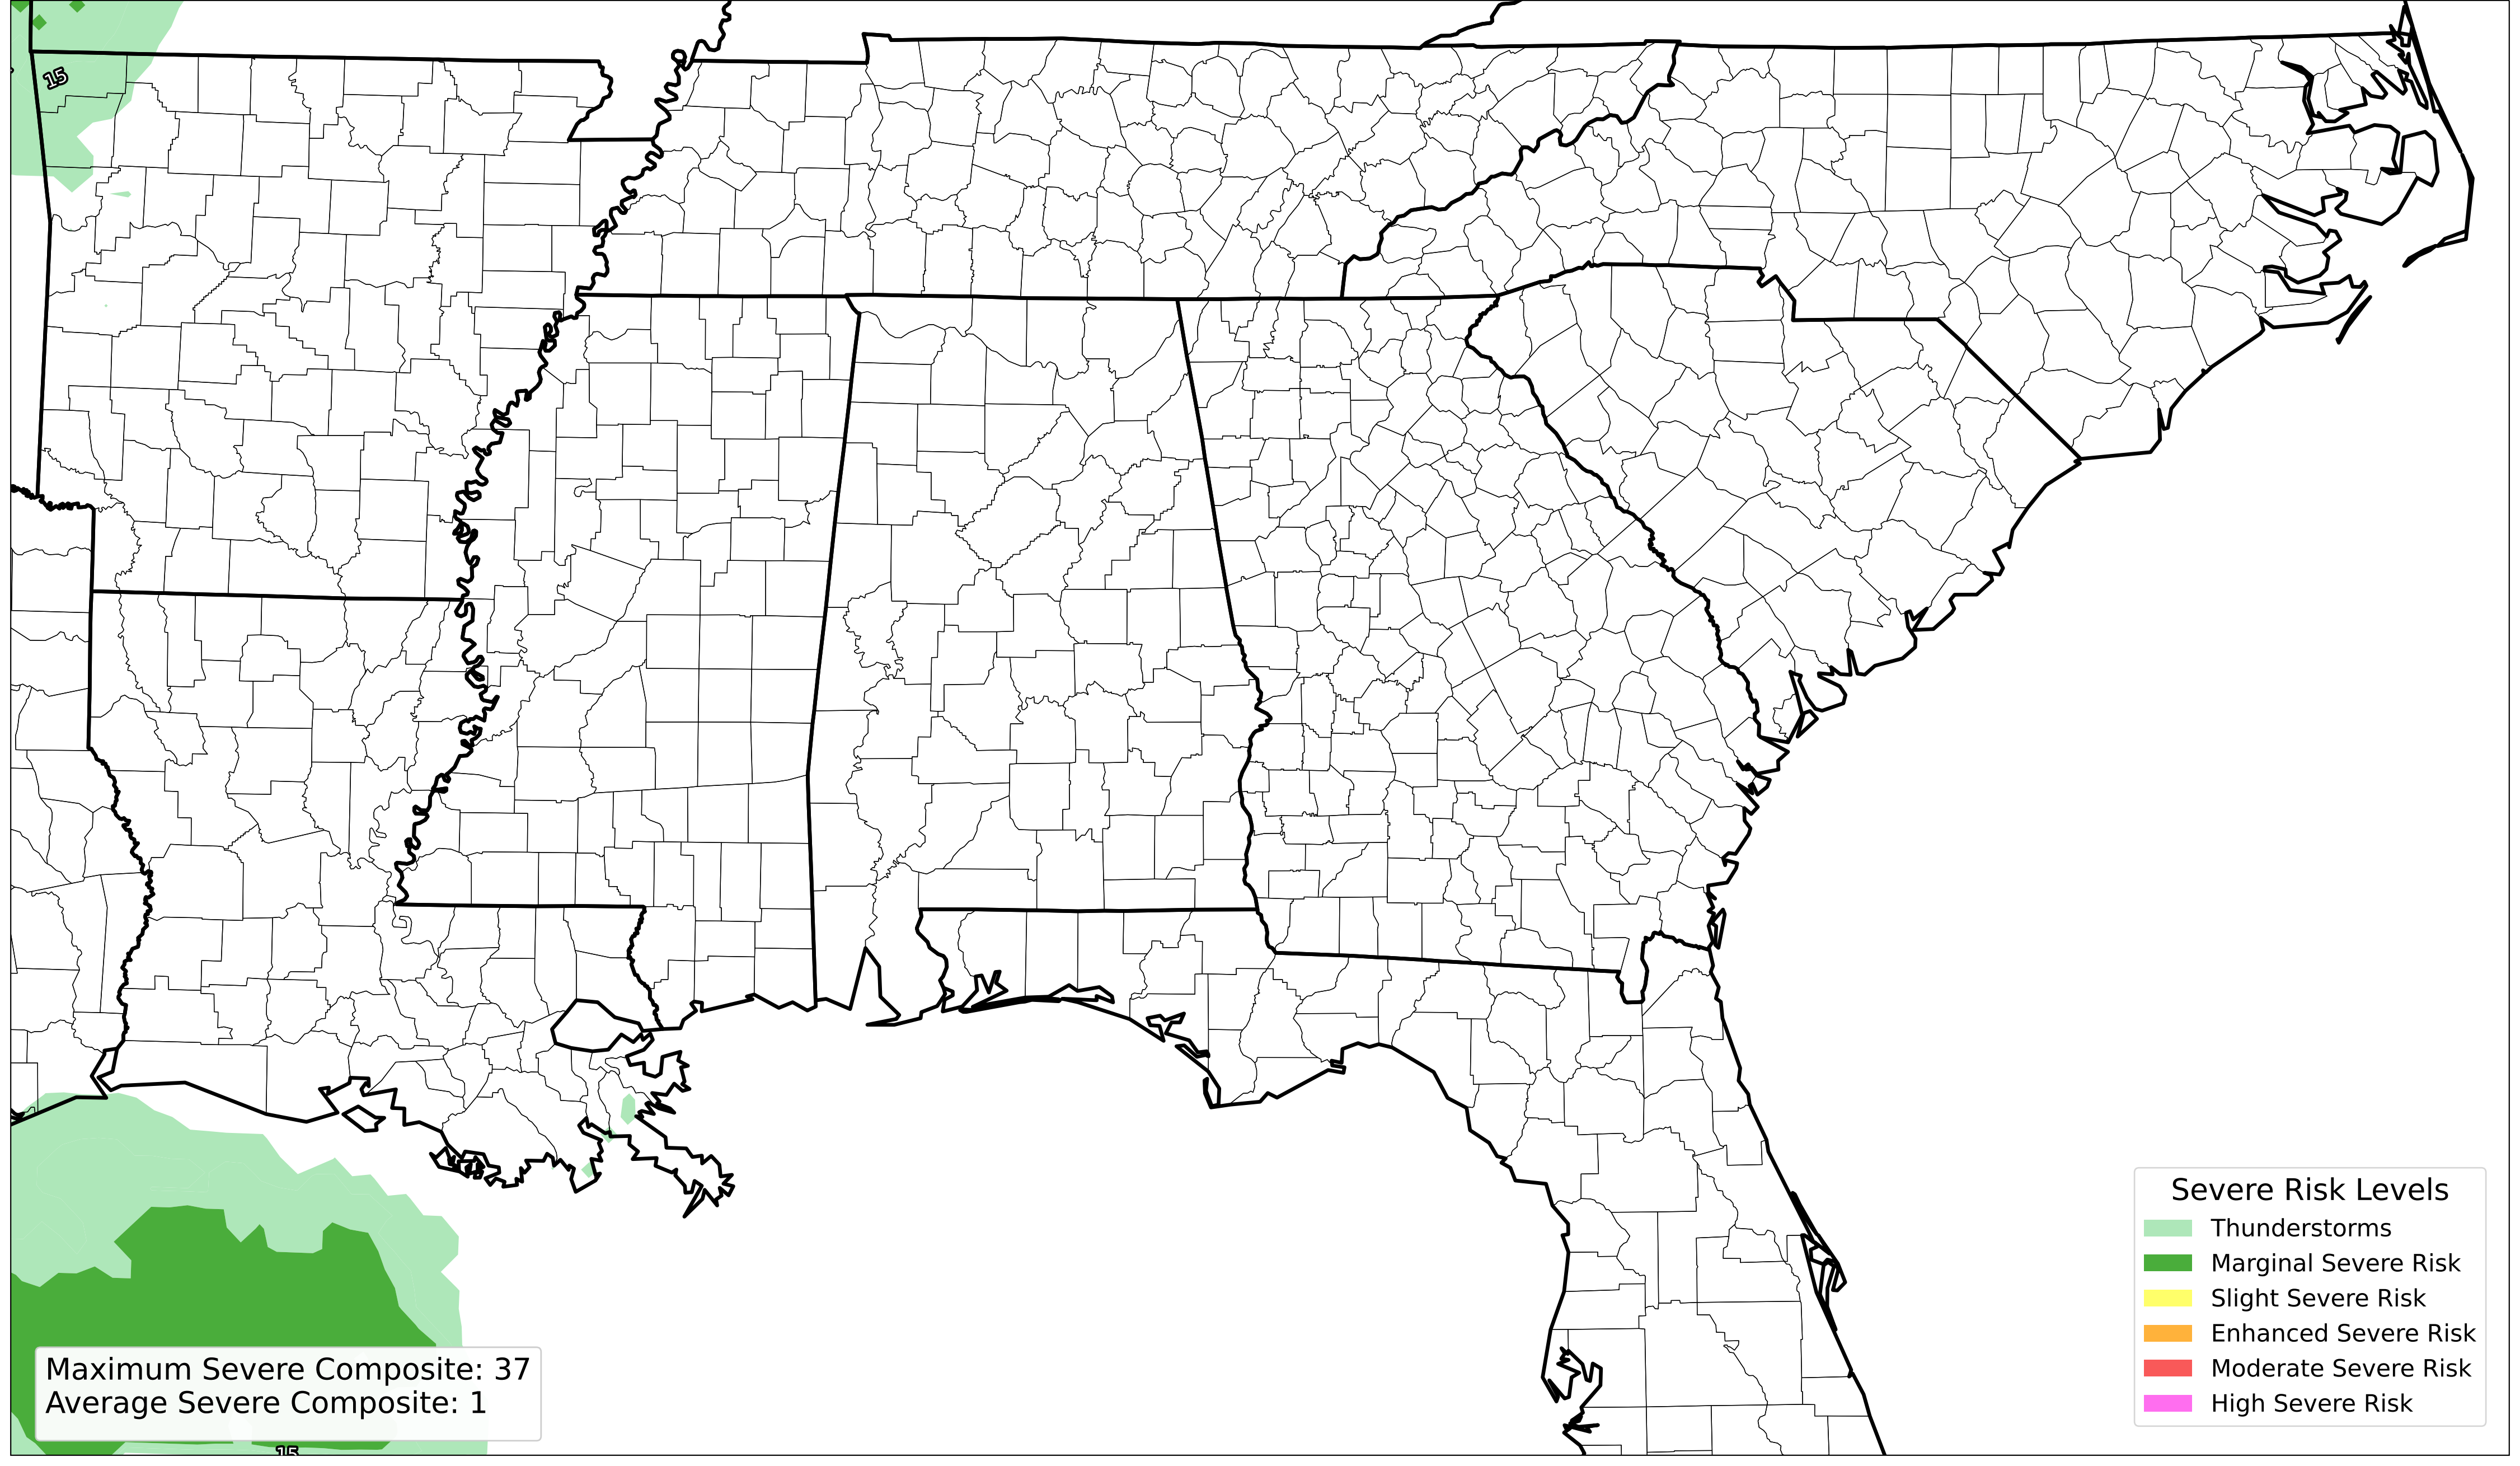 15
Severe Risk Levels
Thunderstorms
Marginal Severe Risk
Slight Severe Risk
Enhanced Severe Risk
Moderate Severe Risk
High Severe Risk
Maximum Severe Composite: 37
Average Severe Composite: 1
15